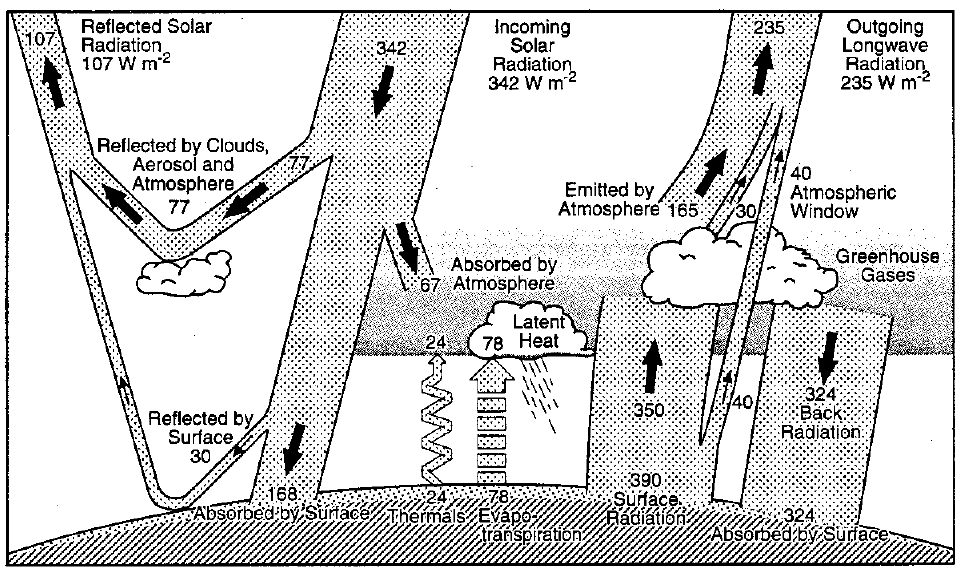 107
Reflected Solar
Radiation
107 W m-2
342
Incoming
Solar
Radiation
342 W m-2
235
Outgoing
Longwave
Radiation
235 W m-2
Reflected by Clouds,
Aerosol and
Atmosphere
77
77
Emitted by
Atmosphere
165
30
40
Atmospheric
Window
Greenhouse
Gases
67
Absorbed by
Atmosphere
Latent
Heat
24
78
350
40
324
Back
Radiation
Reflected by
Surface
30
168
Absorbed by Surface
24
Thermals
78
Evapo-
transpiration
390
Surface
Radiation
324
Absorbed by Surface